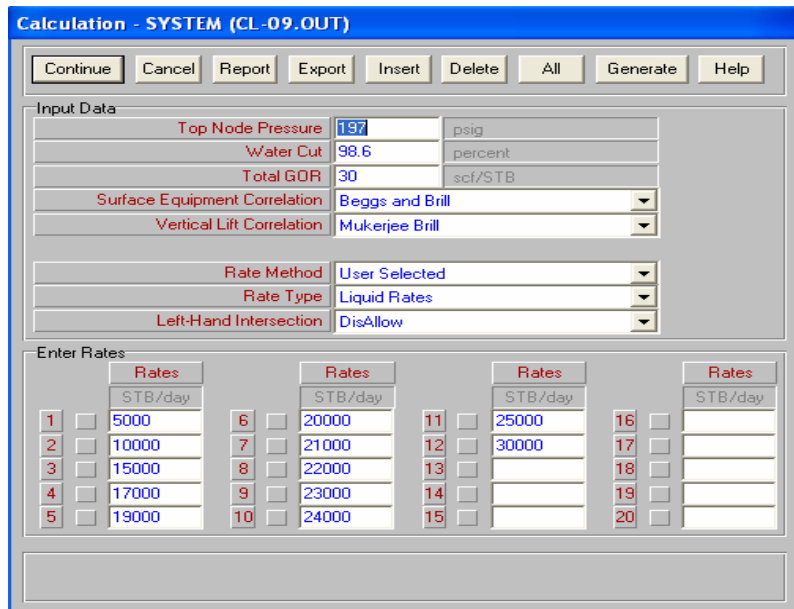 Calculation - SYSTEM (CL-09.OUT)
Continue Cancel Report Export Insert Delete All Generate Help
Input Data
Top Node Pressure 197 psig
Water Cut 98.6 percent
Total GOR 30 scf/STB
Surface Equipment Correlation Beggs and Brill
Vertical Lift Correlation Mukerjee Brill
Rate Method User Selected
Rate Type Liquid Rates
Left-Hand Intersection DisAllow
Enter Rates
Rates Rates Rates Rates
STB/day STB/day STB/day STB/day
1 5000 6 20000 11 25000 16
2 10000 7 21000 12 30000 17
3 15000 8 22000 13 18
4 17000 9 23000 14 19
5 19000 10 24000 15 20